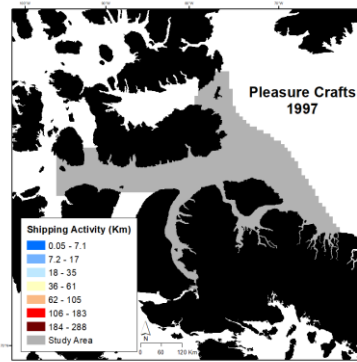 Pleasure Crafts
1997
Shipping Activity (Km)
0.05 - 7.1
7.2 - 17
18 - 35
36 - 61
62 - 105
106 - 183
184 - 288
Study Area
N
60
120 Km